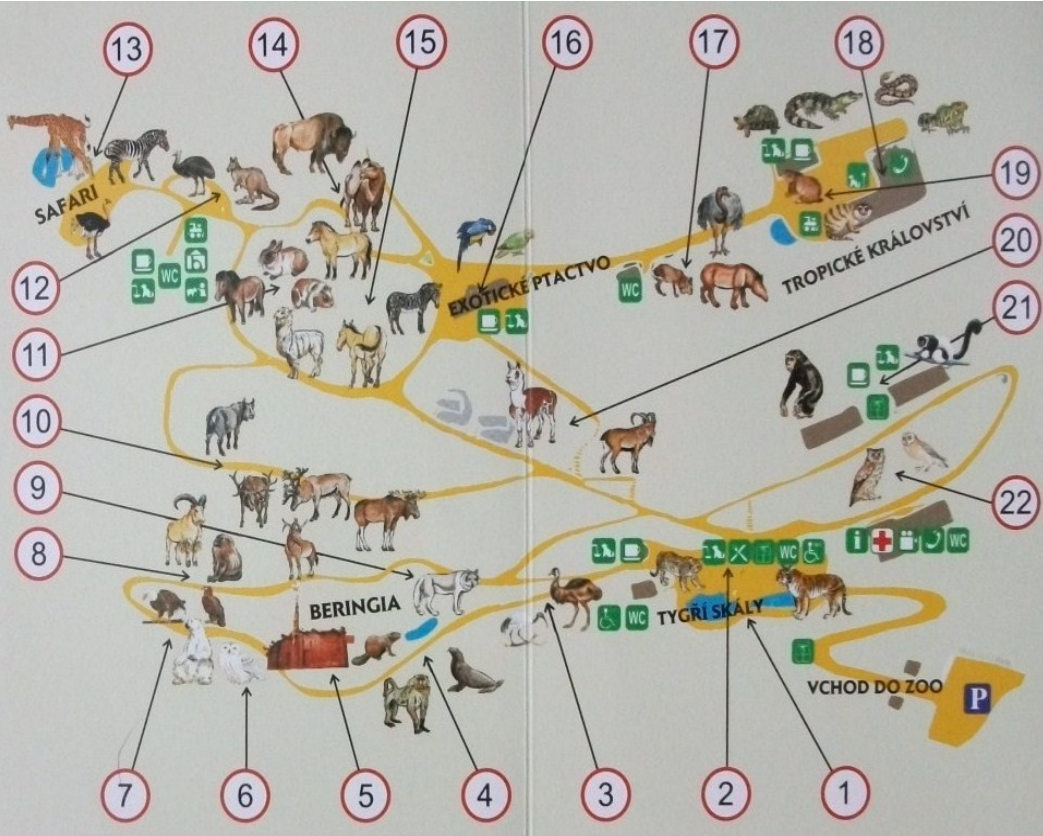 13
14
15
16
17
18
SAFARI
19
12
WC
EXOTICKÉ PTACTVO
WC
TROPICKÉ KRÁLOVSTVÍ
20
11
21
10
9
22
8
BERINGIA
WC
i
WC
WC
TYGŘÍ SKÁLY
VCHOD DO ZOO
P
7
6
5
4
3
2
1